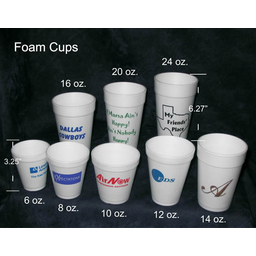 Foam Cups
24 oz.
20 oz.
16 oz.
6.27"
My
Friends'
Place
Mama Ain't
Happy!
Ain't Nobody
Happy!
DALLAS
COWBOYS
3.25"
AirNow
EDS
A
6 oz.
8 oz.
10 oz.
12 oz.
14 oz.